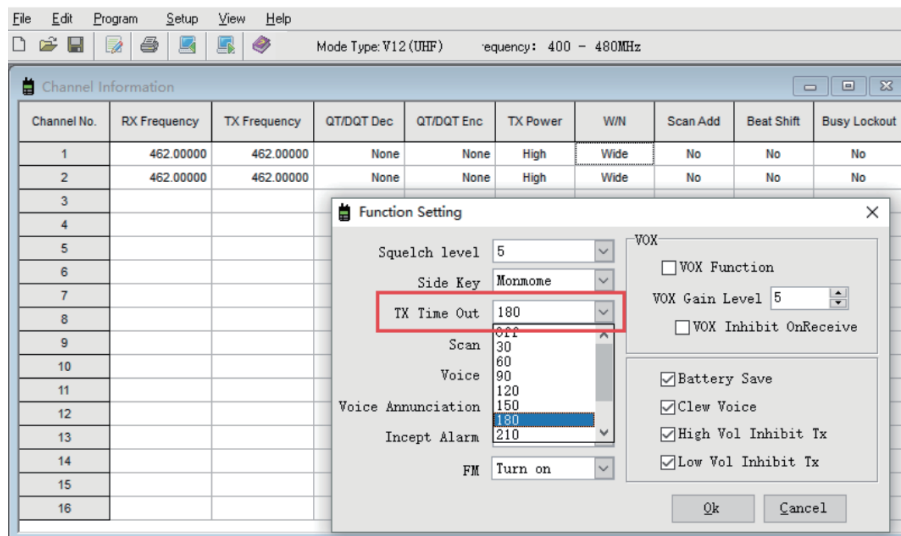 File Edit Program Setup View Help
Mode Type: V12(UHF) requency: 400 - 480MHz
Channel Information
Channel No. RX Frequency TX Frequency QT/DQT Dec QT/DQT Enc TX Power W/N Scan Add Beat Shift Busy Lockout
1 462.00000 462.00000 None None High Wide No No No
2 462.00000 462.00000 None None High Wide No No No
3
4
5
6
7
8
9
10
11
12
13
14
15
16
Function Setting
Squelch level 5
Side Key Monmome
TX Time Out 180
Off
30
60
90
120
150
180
210
Scan
Voice
Voice Annunciation
Incept Alarm
FM Turn on
VOX
VOX Function
VOX Gain Level 5
VOX Inhibit OnReceive
Battery Save
Clew Voice
High Vol Inhibit Tx
Low Vol Inhibit Tx
Ok Cancel